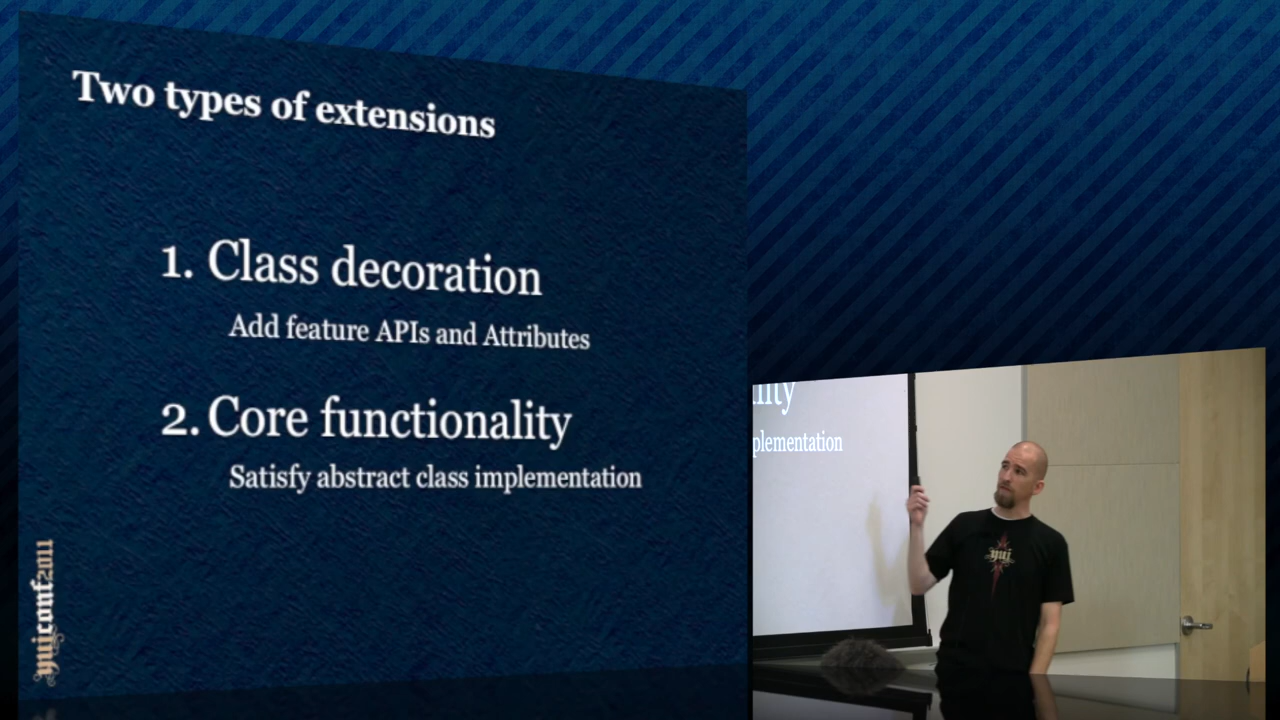 Two types of extensions
1. Class decoration
Add feature APIs and Attributes
2. Core functionality
Satisfy abstract class implementation
yuiconf2011
plementation
yui